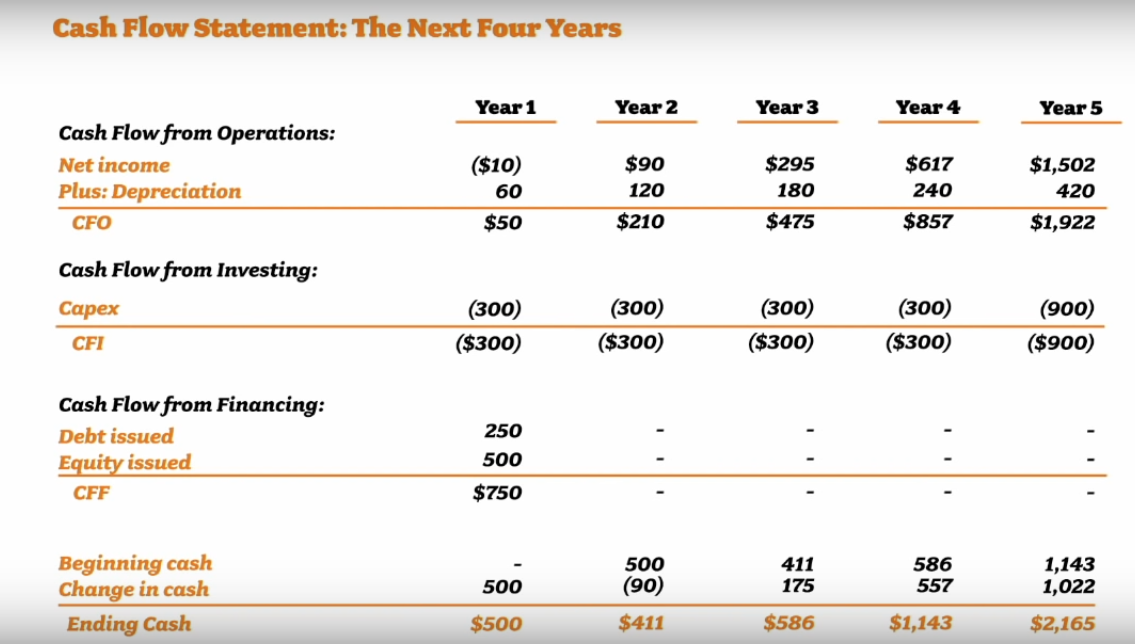 Cash Flow Statement: The Next Four Years
Year 1 Year 2 Year 3 Year 4 Year 5
Cash Flow from Operations:
Net income ($10) $90 $295 $617 $1,502
Plus: Depreciation 60 120 180 240 420
CFO $50 $210 $475 $857 $1,922
Cash Flow from Investing:
Capex (300) (300) (300) (300) (900)
CFI ($300) ($300) ($300) ($300) ($900)
Cash Flow from Financing:
Debt issued 250 - - - -
Equity issued 500 - - - -
CFF $750 - - - -
Beginning cash - 500 411 586 1,143
Change in cash 500 (90) 175 557 1,022
Ending Cash $500 $411 $586 $1,143 $2,165